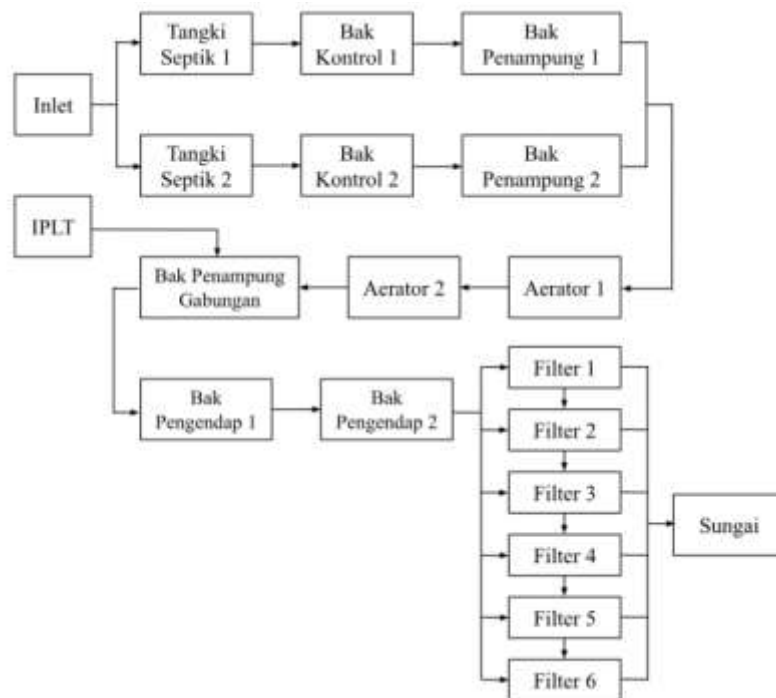 Tangki
Septik 1
Bak
Kontrol 1
Bak
Penampung 1
Inlet
Tangki
Septik 2
Bak
Kontrol 2
Bak
Penampung 2
IPLT
Bak Penampung
Gabungan
Aerator 2
Aerator 1
Bak
Pengendap 1
Bak
Pengendap 2
Filter 1
Filter 2
Filter 3
Filter 4
Filter 5
Filter 6
Sungai